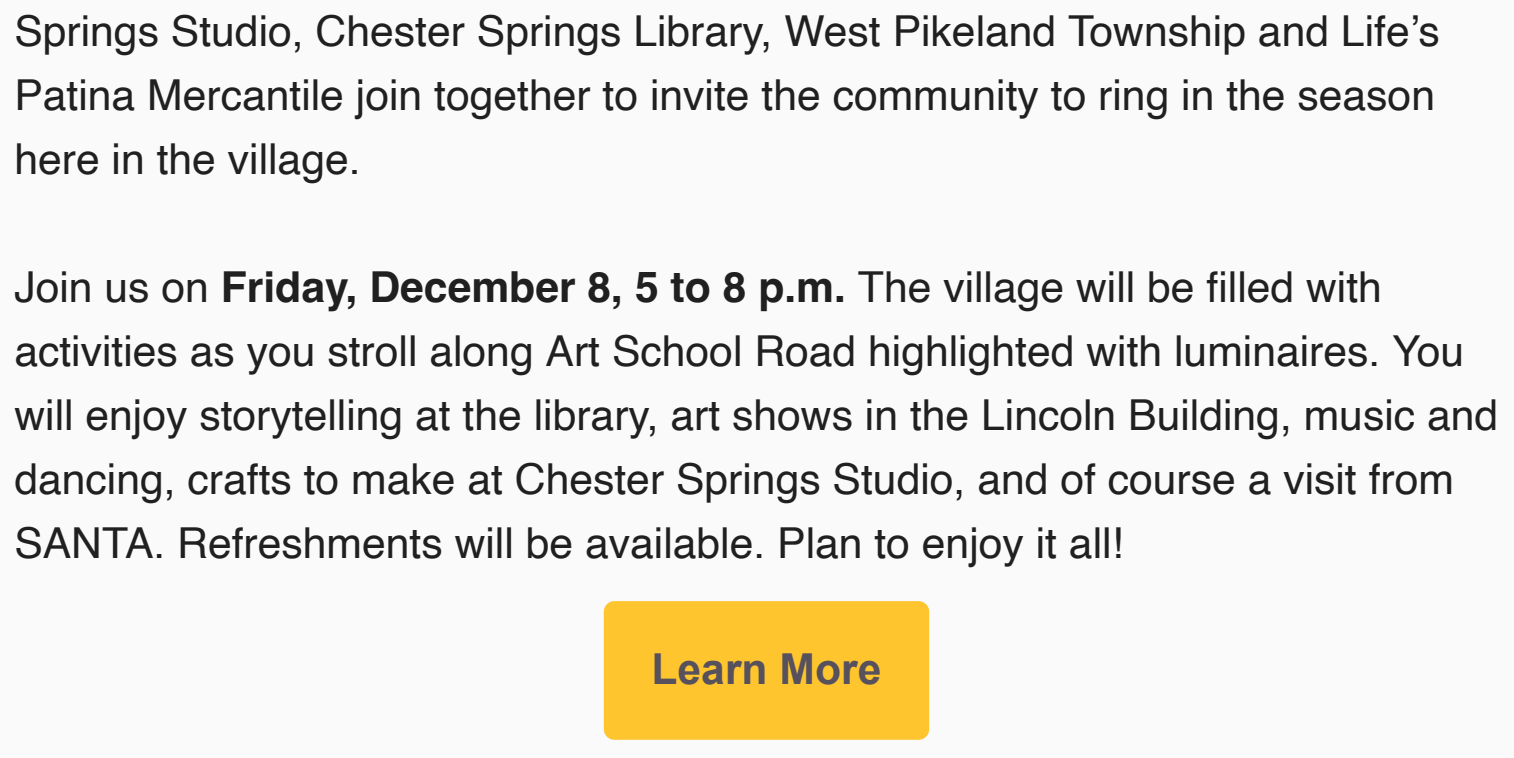 Springs Studio, Chester Springs Library, West Pikeland Township and Life’s
Patina Mercantile join together to invite the community to ring in the season
here in the village.
Join us on Friday, December 8, 5 to 8 p.m. The village will be filled with
activities as you stroll along Art School Road highlighted with luminaires. You
will enjoy storytelling at the library, art shows in the Lincoln Building, music and
dancing, crafts to make at Chester Springs Studio, and of course a visit from
SANTA. Refreshments will be available. Plan to enjoy it all!
Learn More